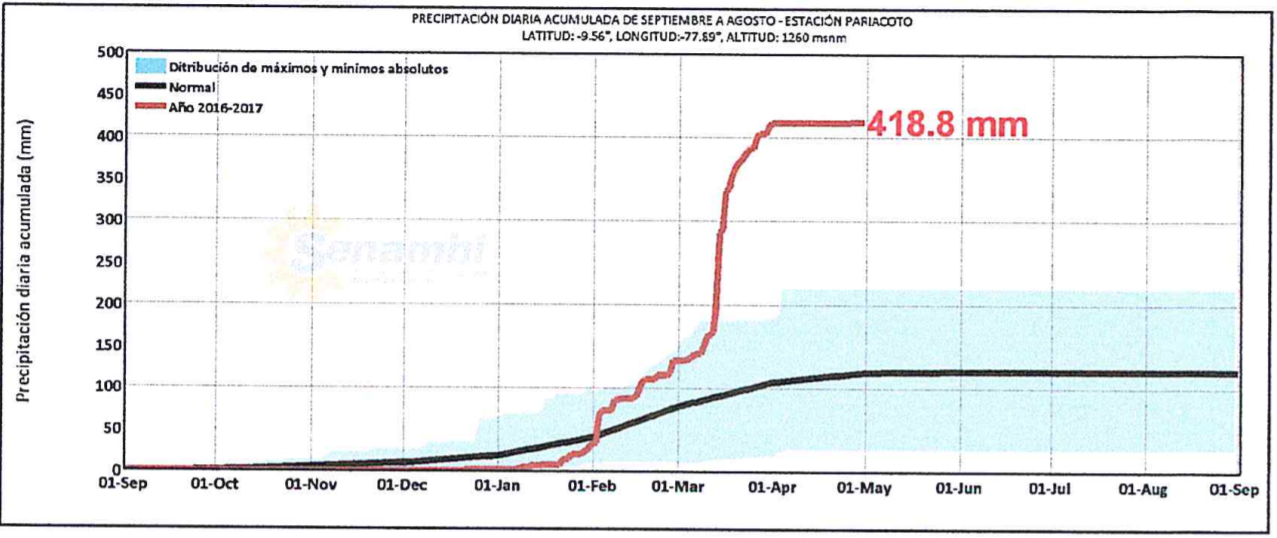 PRECIPITACIÓN DIARIA ACUMULADA DE SEPTIEMBRE A AGOSTO - ESTACIÓN PARIACOTO
LATITUD: -9.56°, LONGITUD:-77.89°, ALTITUD: 1260 msnm
Ditribución de máximos y minimos absolutos
Normal
Año 2016-2017
Precipitación diaria acumulada (mm)
500
450
400
350
300
250
200
150
100
50
0
418.8 mm
Senamhi
01-Sep 01-Oct 01-Nov 01-Dec 01-Jan 01-Feb 01-Mar 01-Apr 01-May 01-Jun 01-Jul 01-Aug 01-Sep